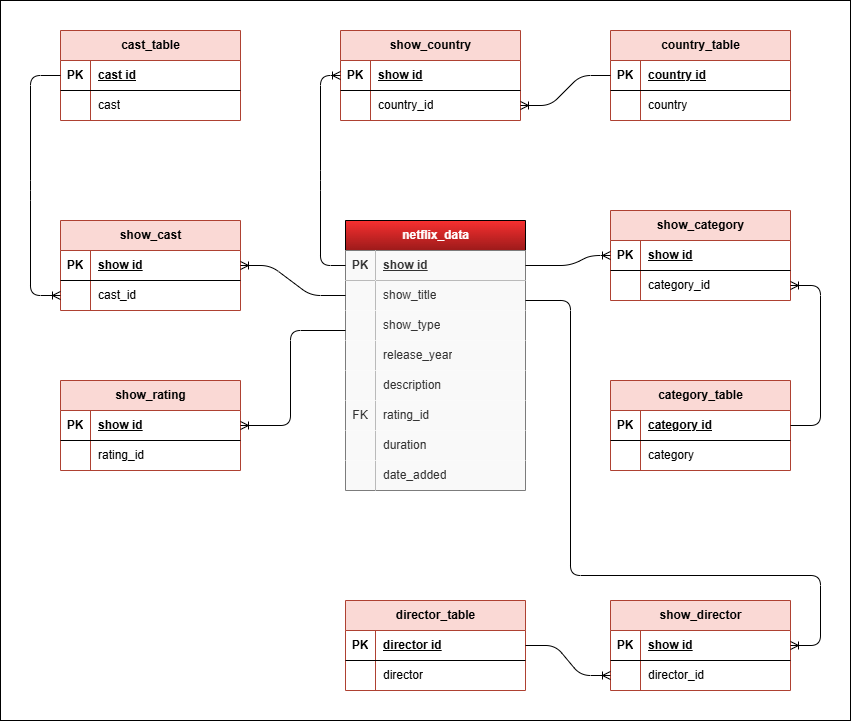 cast_table
PK cast id
cast
show_country
PK show id
country_id
country_table
PK country id
country
show_cast
PK show id
cast_id
netflix_data
PK show id
show_title
show_type
release_year
description
FK rating_id
duration
date_added
show_category
PK show id
category_id
show_rating
PK show id
rating_id
category_table
PK category id
category
director_table
PK director id
director
show_director
PK show id
director_id